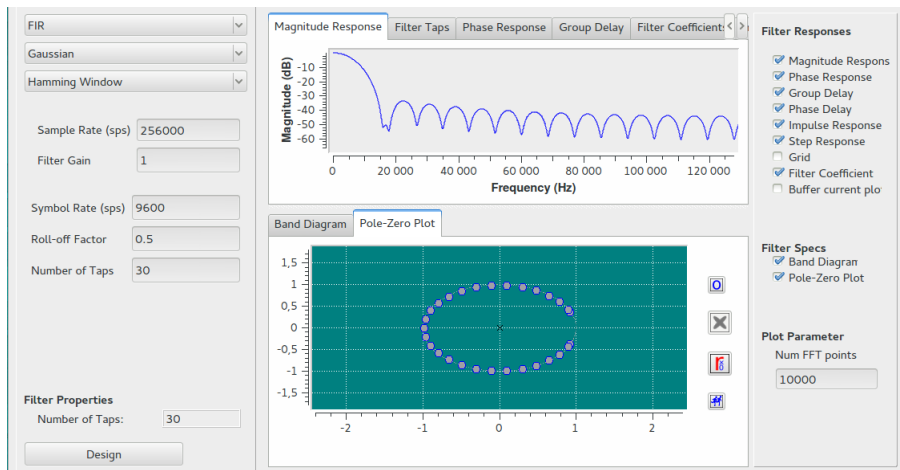 FIR
Gaussian
Hamming Window
Sample Rate (sps) 256000
Filter Gain 1
Symbol Rate (sps) 9600
Roll-off Factor 0.5
Number of Taps 30
Filter Properties
Number of Taps: 30
Design
Magnitude Response Filter Taps Phase Response Group Delay Filter Coefficient
Magnitude (dB)
-10
-20
-30
-40
-50
-60
0 20 000 40 000 60 000 80 000 100 000 120 000
Frequency (Hz)
Band Diagram Pole-Zero Plot
1,5
1
0,5
0
-0,5
-1
-1,5
-2 -1 0 1 2
Filter Responses
Magnitude Respons
Phase Response
Group Delay
Phase Delay
Impulse Response
Step Response
Grid
Filter Coefficient
Buffer current plo
Filter Specs
Band Diagram
Pole-Zero Plot
Plot Parameter
Num FFT points
10000